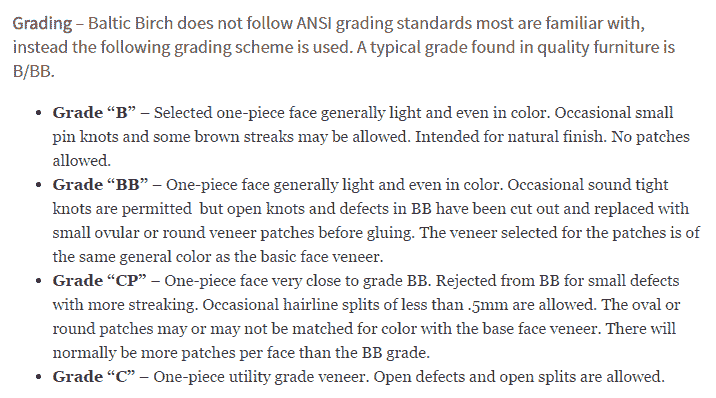 Grading – Baltic Birch does not follow ANSI grading standards most are familiar with,
instead the following grading scheme is used. A typical grade found in quality furniture is
B/BB.
• Grade “B” – Selected one-piece face generally light and even in color. Occasional small
pin knots and some brown streaks may be allowed. Intended for natural finish. No patches
allowed.
• Grade “BB” – One-piece face generally light and even in color. Occasional sound tight
knots are permitted  but open knots and defects in BB have been cut out and replaced with
small ovular or round veneer patches before gluing. The veneer selected for the patches is of
the same general color as the basic face veneer.
• Grade “CP” – One-piece face very close to grade BB. Rejected from BB for small defects
with more streaking. Occasional hairline splits of less than .5mm are allowed. The oval or
round patches may or may not be matched for color with the base face veneer. There will
normally be more patches per face than the BB grade.
• Grade “C” – One-piece utility grade veneer. Open defects and open splits are allowed.